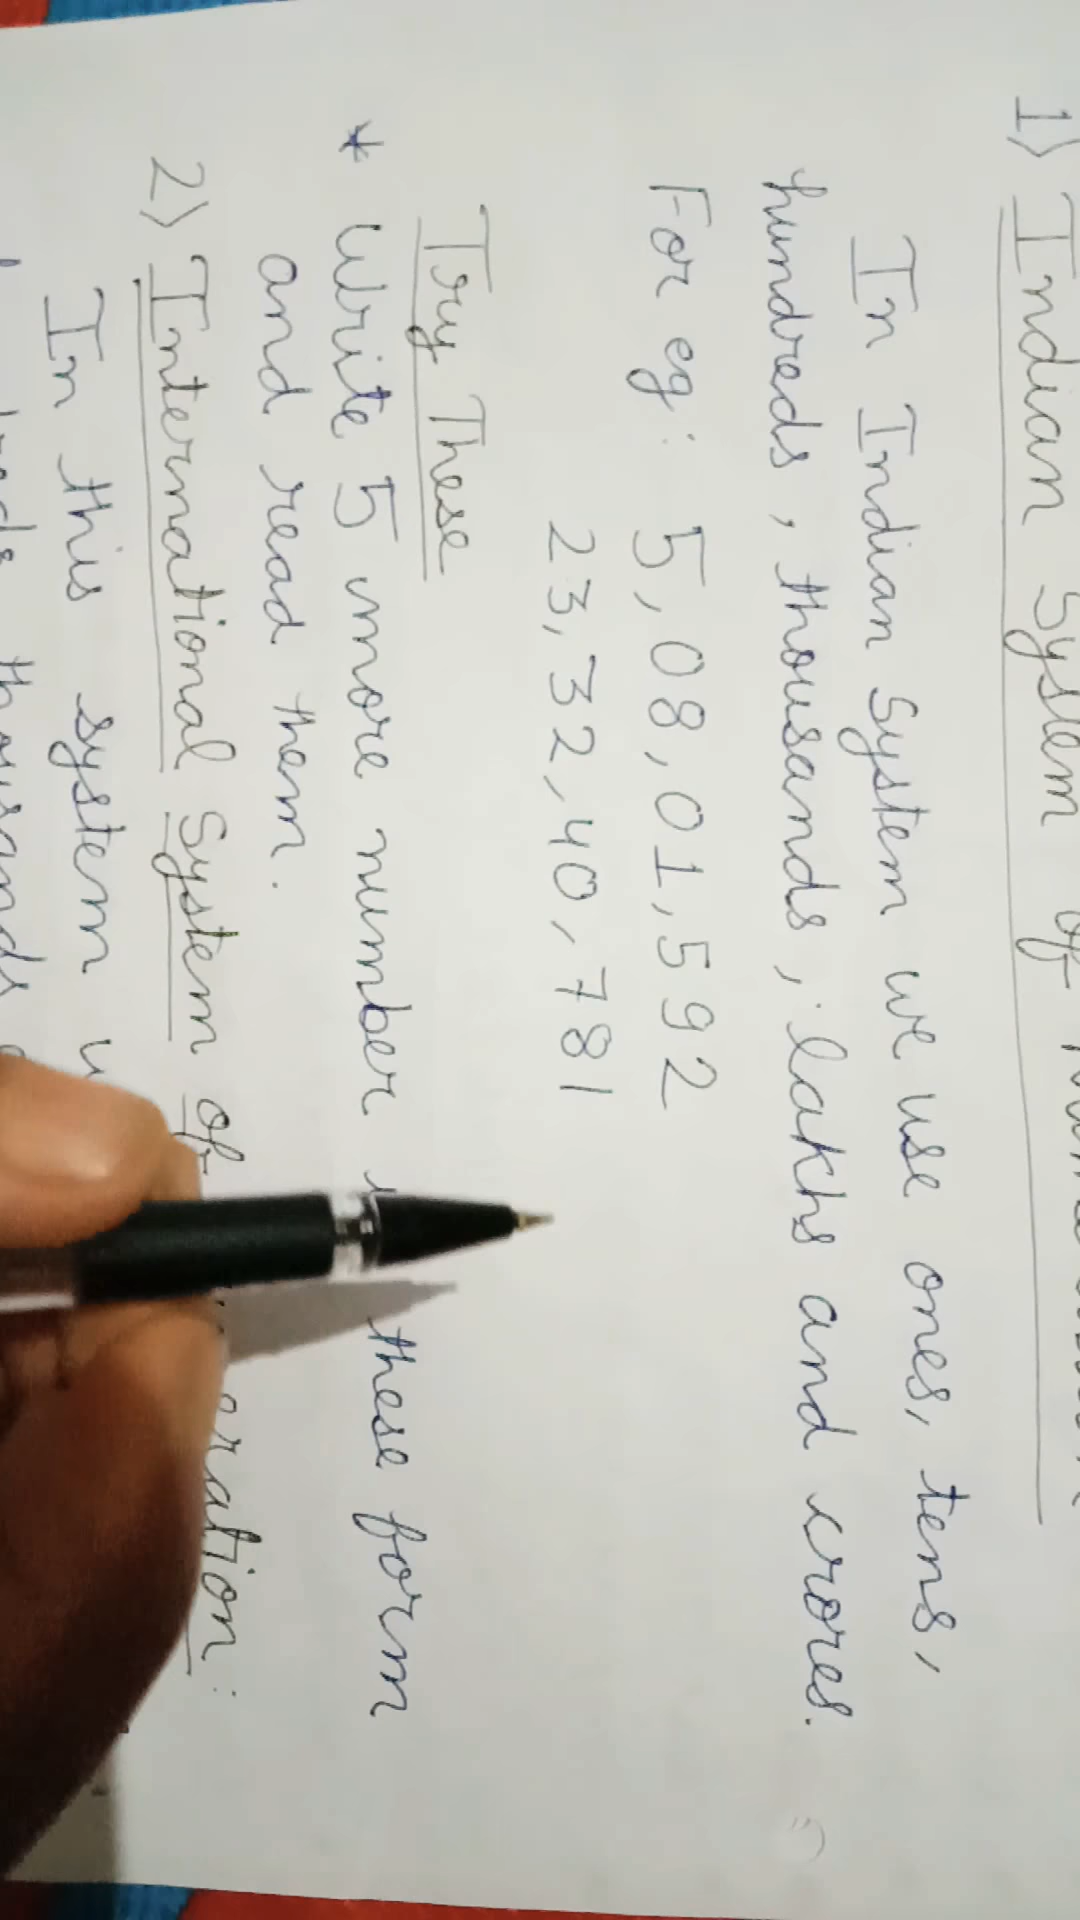 1) Indian System of
In Indian System we use ones, tens,
hundreds, thousands, lakhs and crores.
For eg: 5,08,01,592
23,32,40,781
Try These
* Write 5 more number these form
and read them.
2) International System of
In this system
thousands